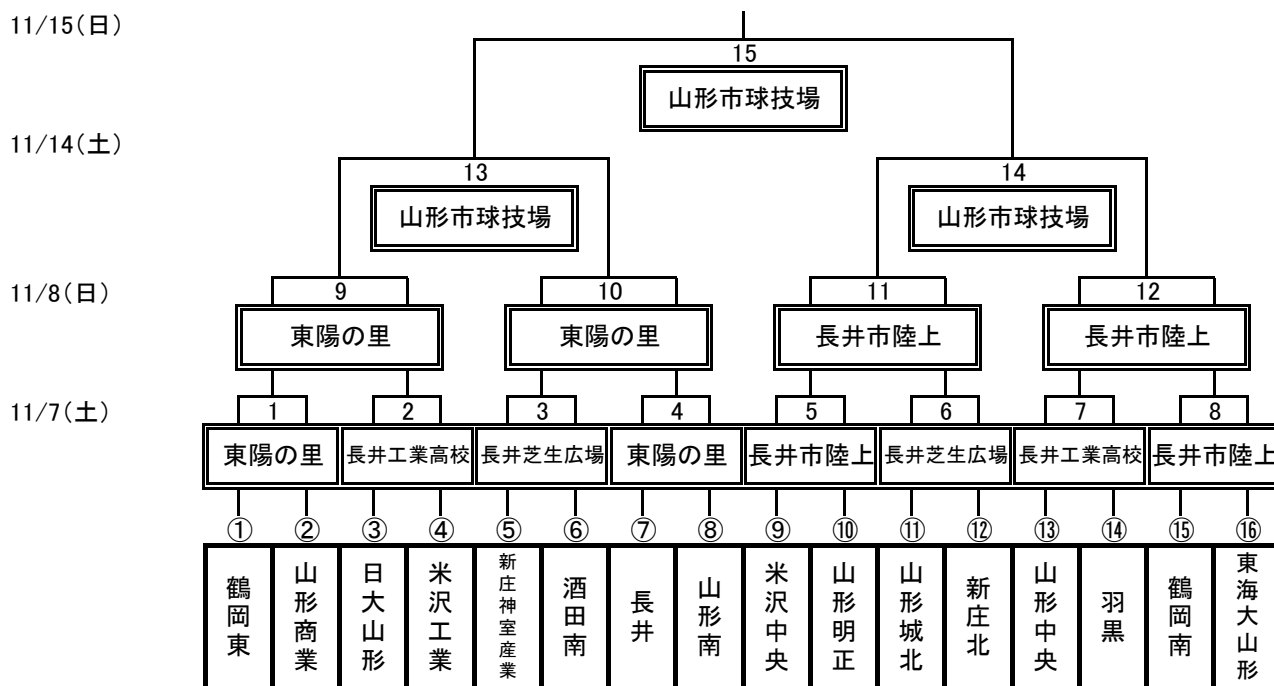 11/15(日)
15
山形市球技場
11/14(土)
13
14
山形市球技場
山形市球技場
11/8(日)
9
10
11
12
東陽の里
東陽の里
長井市陸上
長井市陸上
11/7(土)
1
2
3
4
5
6
7
8
東陽の里
長井工業高校
長井芝生広場
東陽の里
長井市陸上
長井芝生広場
長井工業高校
長井市陸上
①
②
③
④
⑤
⑥
⑦
⑧
⑨
⑩
⑪
⑫
⑬
⑭
⑮
⑯
鶴岡東
山形商業
日大山形
米沢工業
新庄神室産業
酒田南
長井
山形南
米沢中央
山形明正
山形城北
新庄北
山形中央
羽黒
鶴岡南
東海大山形